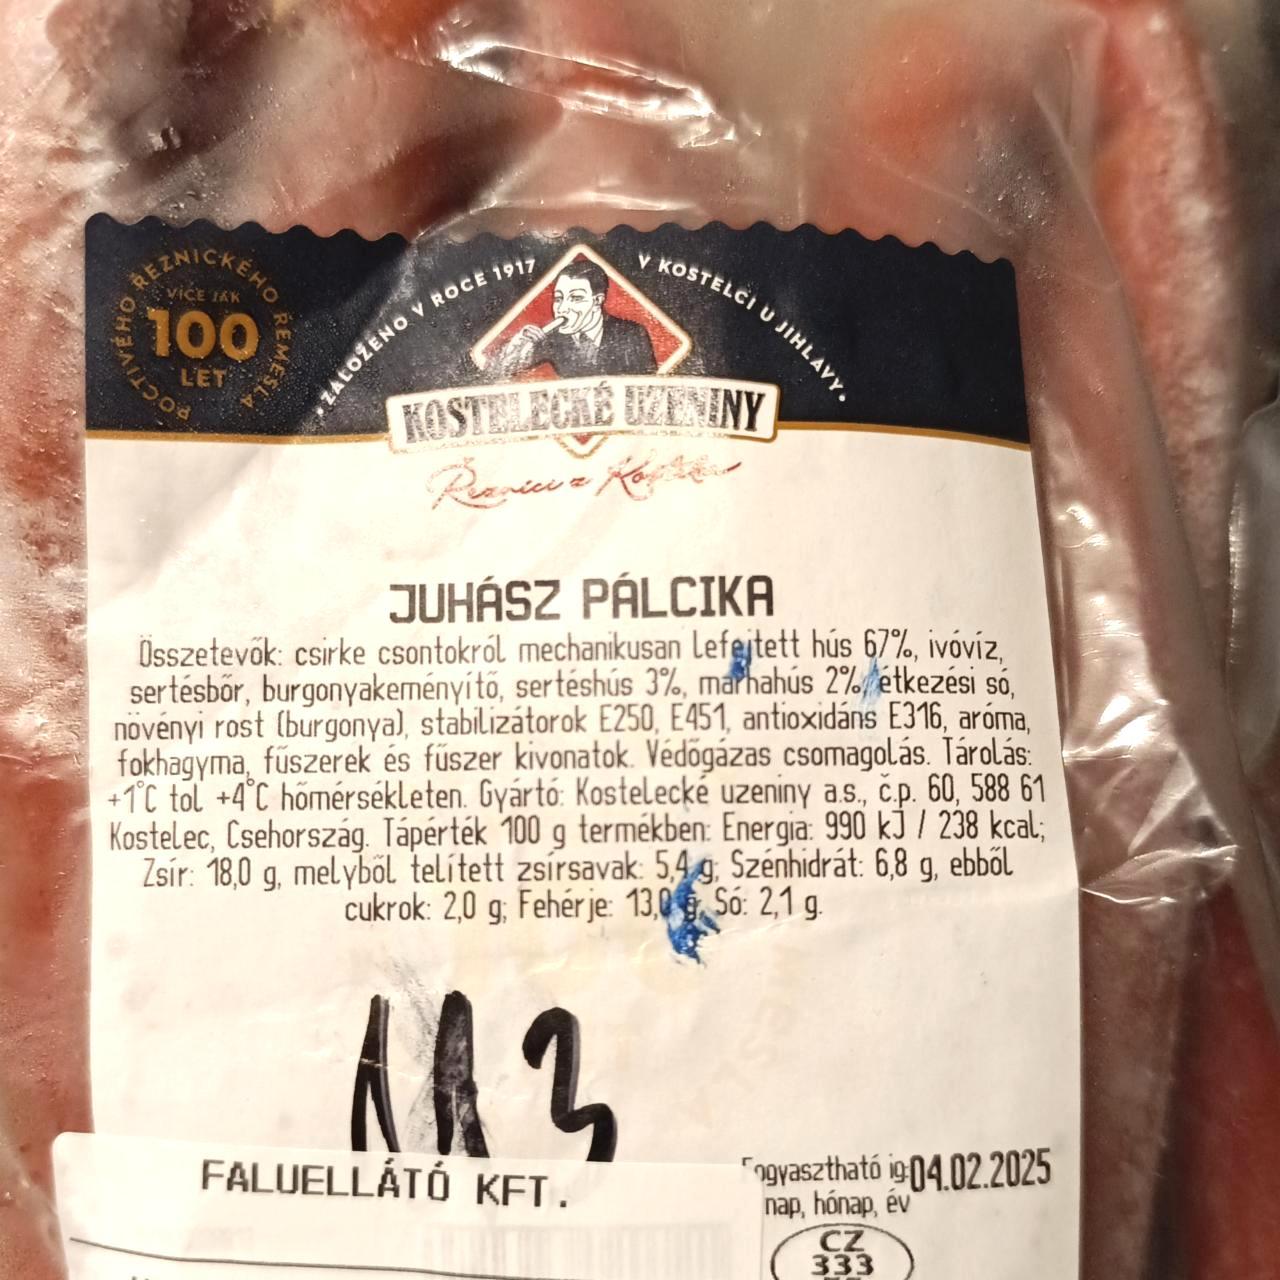 POCTIVÉHO ŘEZNICKÉHO ŘEMESLA
VÍCE JAK
100
LET
• ZALOŽENO V ROCE 1917
V KOSTELCI U JIHLAVY •
KOSTELECKÉ UZENINY
Řezníci z Kostelce
JUHÁSZ PÁLCIKA
Összetevők: csirke csontokról mechanikusan lefejtett hús 67%, ivóvíz,
sertésbőr, burgonyakeményítő, sertéshús 3%, marhahús 2%, étkezési só,
növényi rost (burgonya), stabilizátorok E250, E451, antioxidáns E316, aróma,
fokhagyma, fűszerek és fűszer kivonatok. Védőgázas csomagolás. Tárolás:
+1°C tol +4°C hőmérsékleten. Gyártó: Kostelecké uzeniny a.s., č.p. 60, 588 61
Kostelec, Csehország. Tápérték 100 g termékben: Energia: 990 kJ / 238 kcal;
Zsír: 18,0 g, melyből telített zsírsavak: 5,4 g; Szénhidrát: 6,8 g, ebből
cukrok: 2,0 g; Fehérje: 13,0 g, Só: 2,1 g.
113
FALUELLÁTÓ KFT.
Fogyasztható ig: 04.02.2025
nap, hónap, év
CZ
333